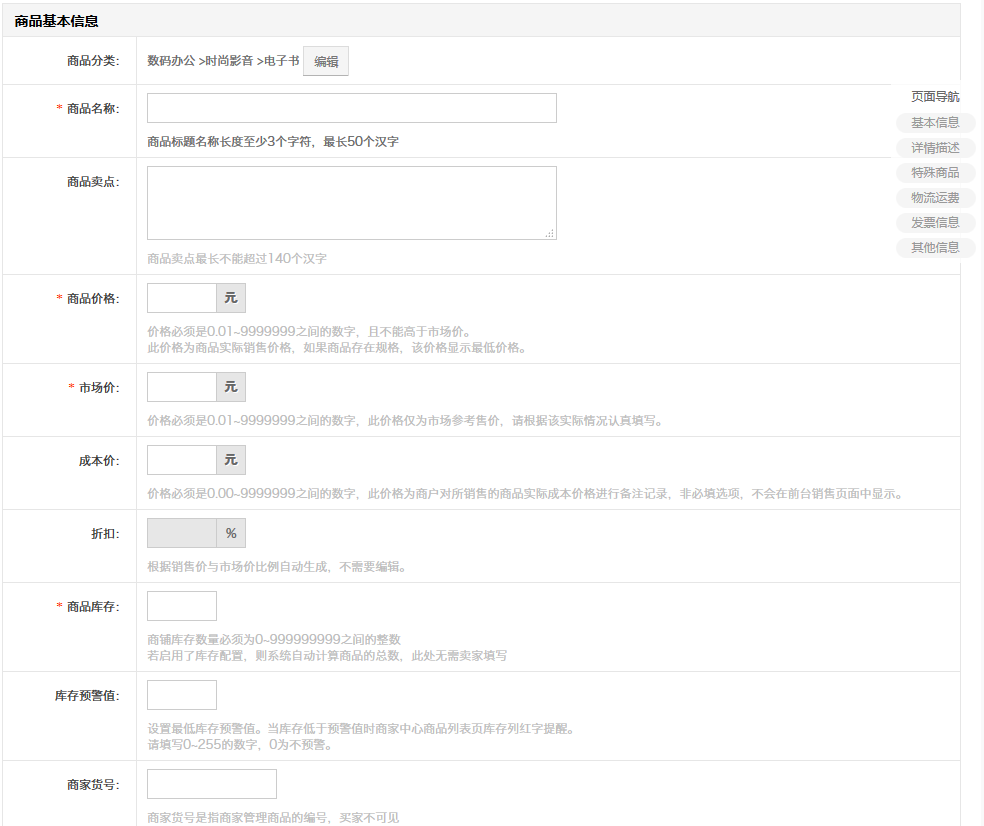 商品基本信息
商品分类: 数码办公 >时尚影音 >电子书 编辑
* 商品名称:
商品标题名称长度至少3个字符，最长50个汉字
商品卖点:
商品卖点最长不能超过140个汉字
* 商品价格: 元
价格必须是0.01~9999999之间的数字，且不能高于市场价。
此价格为商品实际销售价格，如果商品存在规格，该价格显示最低价格。
* 市场价: 元
价格必须是0.01~9999999之间的数字，此价格仅为市场参考售价，请根据该实际情况认真填写。
成本价: 元
价格必须是0.00~9999999之间的数字，此价格为商户对所销售的商品实际成本价格进行备注记录，非必填选项，不会在前台销售页面中显示。
折扣: %
根据销售价与市场价比例自动生成，不需要编辑。
* 商品库存:
商铺库存数量必须为0~999999999之间的整数
若启用了库存配置，则系统自动计算商品的总数，此处无需卖家填写
库存预警值:
设置最低库存预警值。当库存低于预警值时商家中心商品列表页库存列红字提醒。
请填写0~255的数字，0为不预警。
商家货号:
商家货号是指商家管理商品的编号，买家不可见
页面导航
基本信息
详情描述
特殊商品
物流运费
发票信息
其他信息